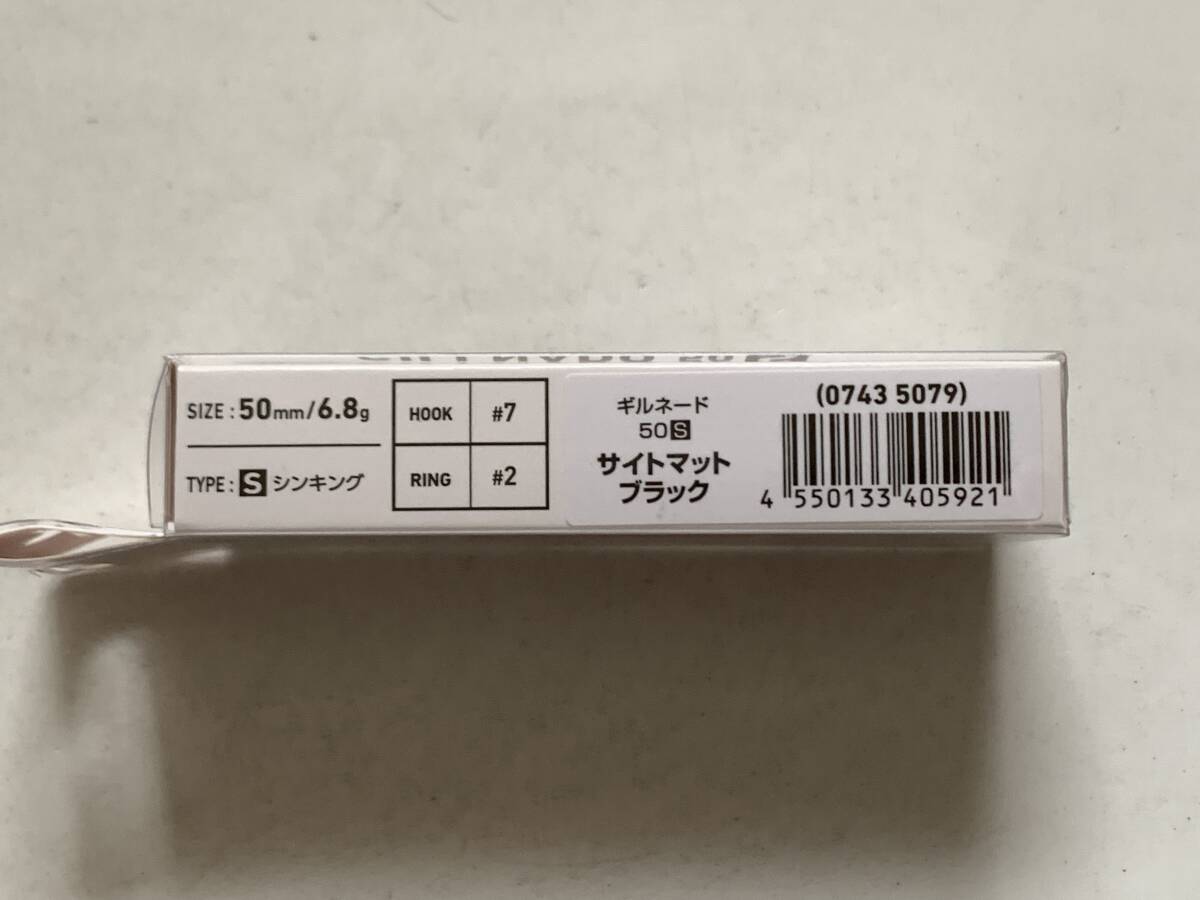 SIZE : 50mm/6.8g
TYPE : S シンキング
HOOK #7
RING #2
ギルネード
50S
サイトマット
ブラック
(0743 5079)
4 550133 405921